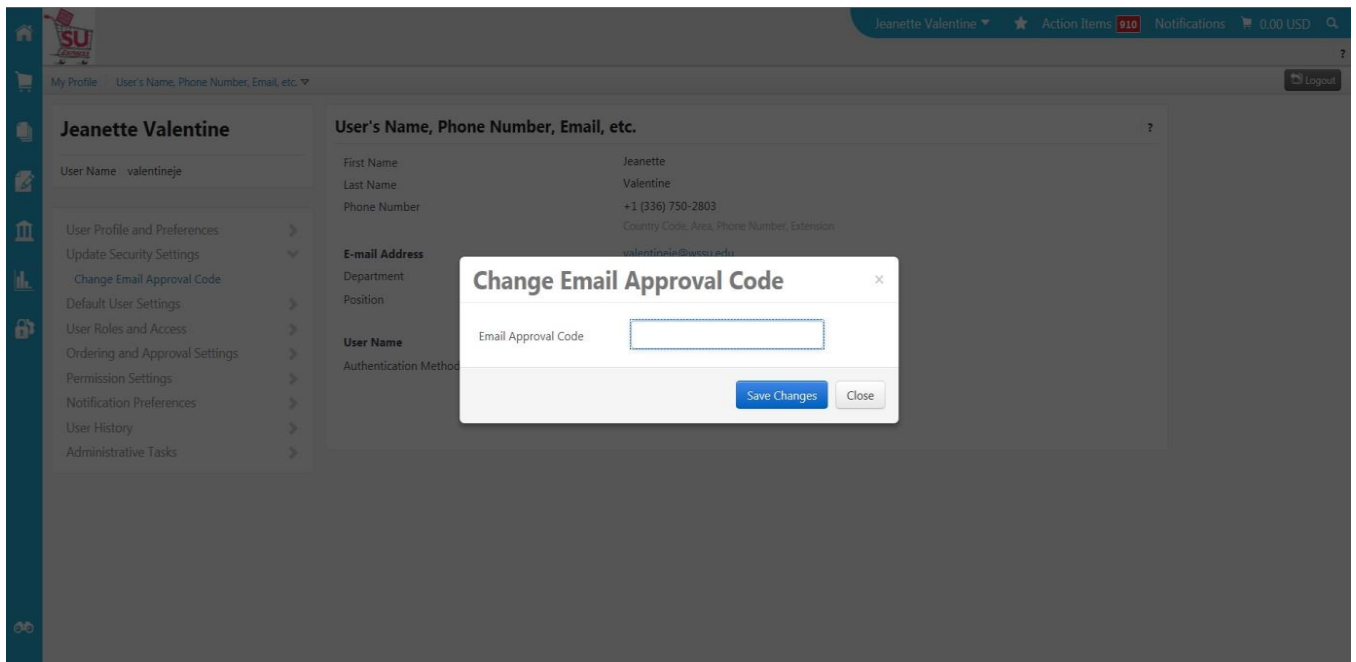 SU
EXPRESS
Jeanette Valentine Action Items 910 Notifications 0.00 USD
?
My Profile User's Name, Phone Number, Email, etc.
Logout
Jeanette Valentine
User Name valentineje
User Profile and Preferences
Update Security Settings
Change Email Approval Code
Default User Settings
User Roles and Access
Ordering and Approval Settings
Permission Settings
Notification Preferences
User History
Administrative Tasks
User's Name, Phone Number, Email, etc. ?
First Name Jeanette
Last Name Valentine
Phone Number +1 (336) 750-2803
Country Code, Area, Phone Number, Extension
E-mail Address valentineje@wssu.edu
Department
Position
User Name
Authentication Method
Change Email Approval Code ×
Email Approval Code
Save Changes Close